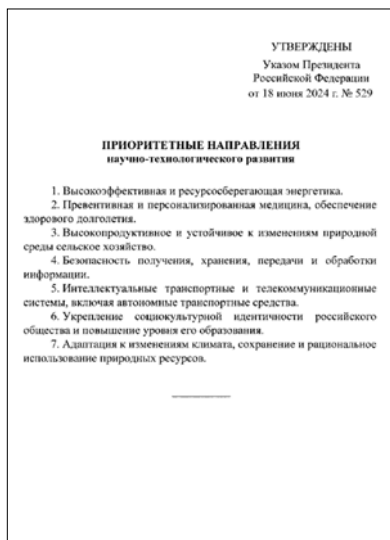 УТВЕРЖДЕНЫ
Указом Президента
Российской Федерации
от 18 июня 2024 г. № 529
ПРИОРИТЕТНЫЕ НАПРАВЛЕНИЯ
научно-технологического развития
1. Высокоэффективная и ресурсосберегающая энергетика.
2. Превентивная и персонализированная медицина, обеспечение
здорового долголетия.
3. Высокопродуктивное и устойчивое к изменениям природной
среды сельское хозяйство.
4. Безопасность получения, хранения, передачи и обработки
информации.
5. Интеллектуальные транспортные и телекоммуникационные
системы, включая автономные транспортные средства.
6. Укрепление социокультурной идентичности российского
общества и повышение уровня его образования.
7. Адаптация к изменениям климата, сохранение и рациональное
использование природных ресурсов.